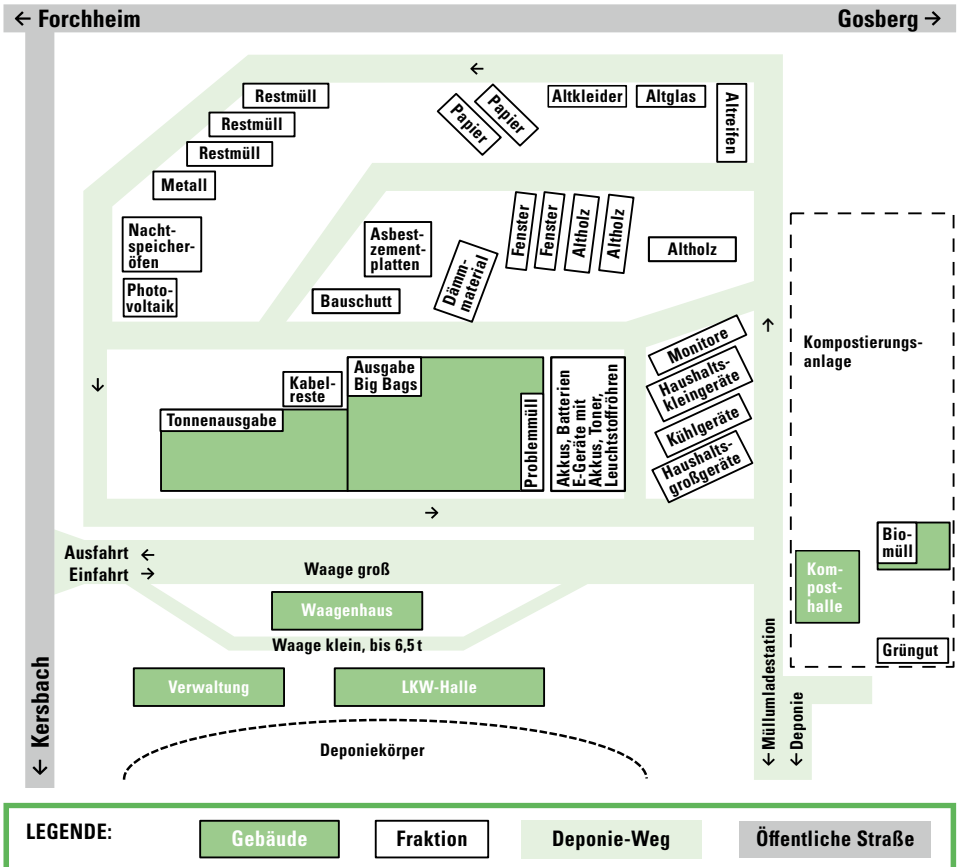 ← Forchheim
Gosberg →
←
Restmüll
Restmüll
Restmüll
Metall
Papier
Papier
Altkleider
Altglas
Altreifen
Nacht-
speicher-
öfen
Photo-
voltaik
Asbest-
zement-
platten
Bauschutt
Dämm-
material
Fenster
Fenster
Altholz
Altholz
Altholz
Kompostierungs-
anlage
↑
↓
Monitore
Haushalts-
kleingeräte
Kühlgeräte
Haushalts-
großgeräte
Ausgabe
Big Bags
Kabel-
reste
Tonnenausgabe
Problemmüll
Akkus, Batterien
E-Geräte mit
Akkus, Toner,
Leuchtstoffröhren
→
Ausfahrt ←
Einfahrt →
Waage groß
Waagenhaus
Waage klein, bis 6,5 t
Bio-
müll
Kom-
post-
halle
Grüngut
Verwaltung
LKW-Halle
Deponiekörper
← Kersbach
← Müllumladestation
← Deponie
LEGENDE:
Gebäude
Fraktion
Deponie-Weg
Öffentliche Straße